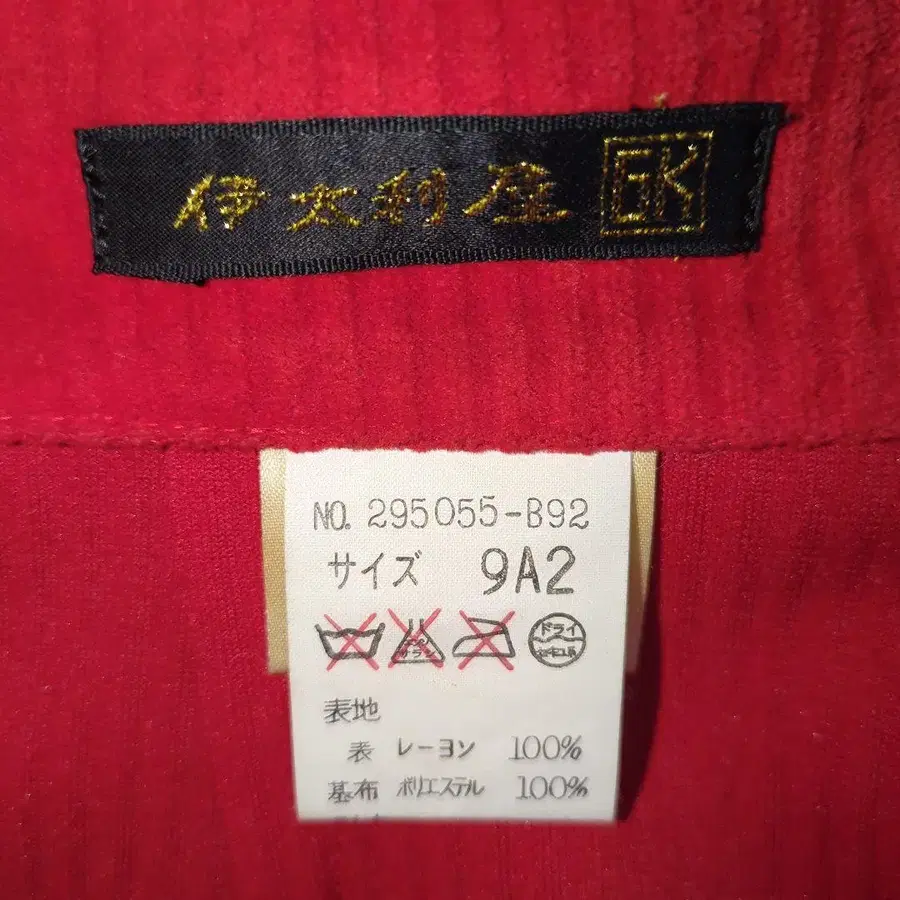 伊太利屋 GK
NO. 295055-B92
サイズ 9A2
ドライ
表地
表 レーヨン 100%
基布 ポリエステル 100%